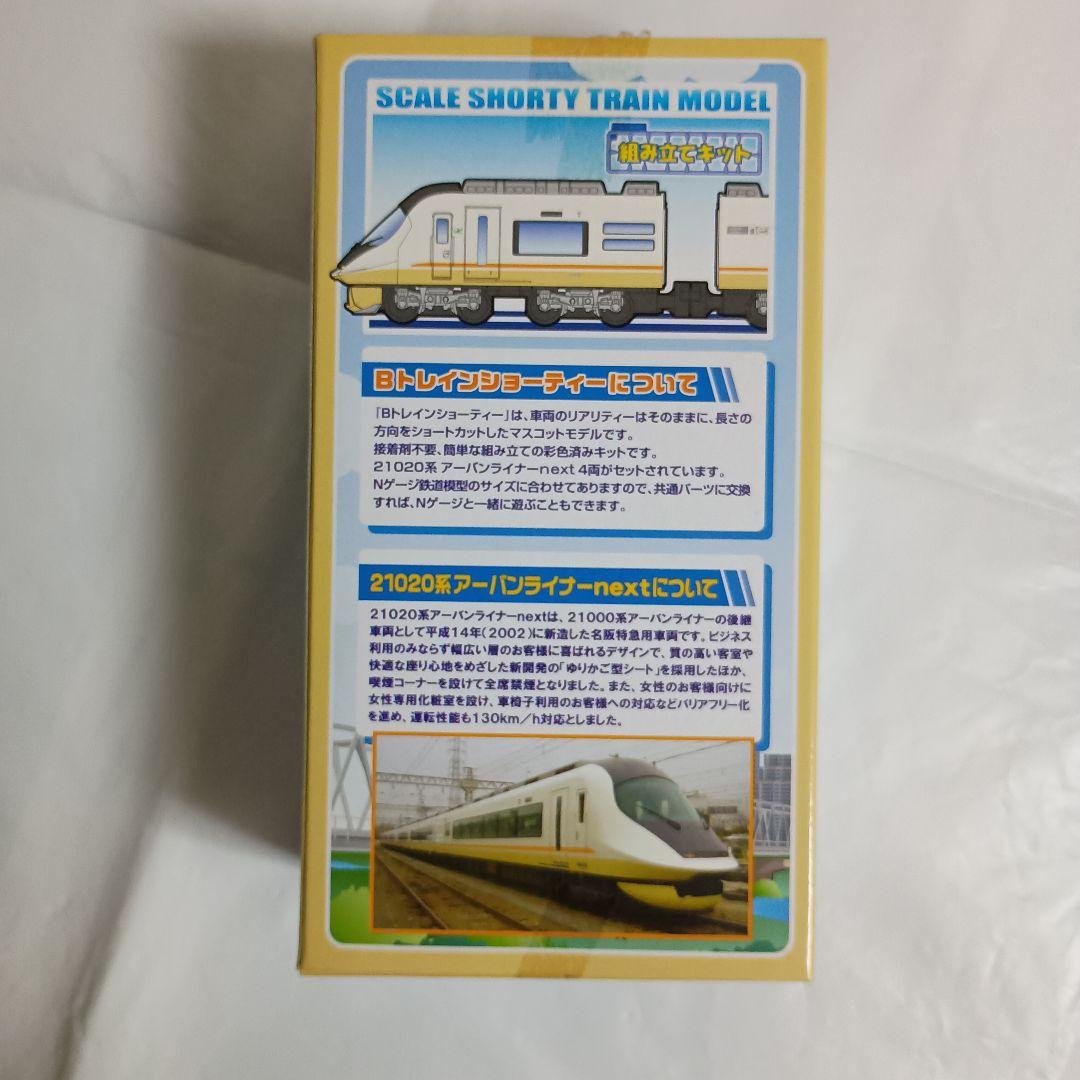 SCALE SHORTY TRAIN MODEL
組み立てキット
Bトレインショーティーについて
「Bトレインショーティー」は、車両のリアリティーはそのままに、長さの
方向をショートカットしたマスコットモデルです。
接着剤不要、簡単な組み立ての彩色済みキットです。
21020系 アーバンライナーnext 4両がセットされています。
Nゲージ鉄道模型のサイズに合わせてありますので、共通パーツに交換
すれば、Nゲージと一緒に遊ぶこともできます。
21020系アーバンライナーnextについて
21020系アーバンライナーnextは、21000系アーバンライナーの後継
車両として平成14年(2002)に新造した名阪特急用車両です。ビジネス
利用のみならず幅広い層のお客様に喜ばれるデザインで、質の高い客室や
快適な座り心地をめざした新開発の「ゆりかご型シート」を採用したほか、
喫煙コーナーを設けて全席禁煙となりました。また、女性のお客様向けに
女性専用化粧室を設け、車椅子利用のお客様への対応などバリアフリー化
を進め、運転性能も130km/h対応としました。